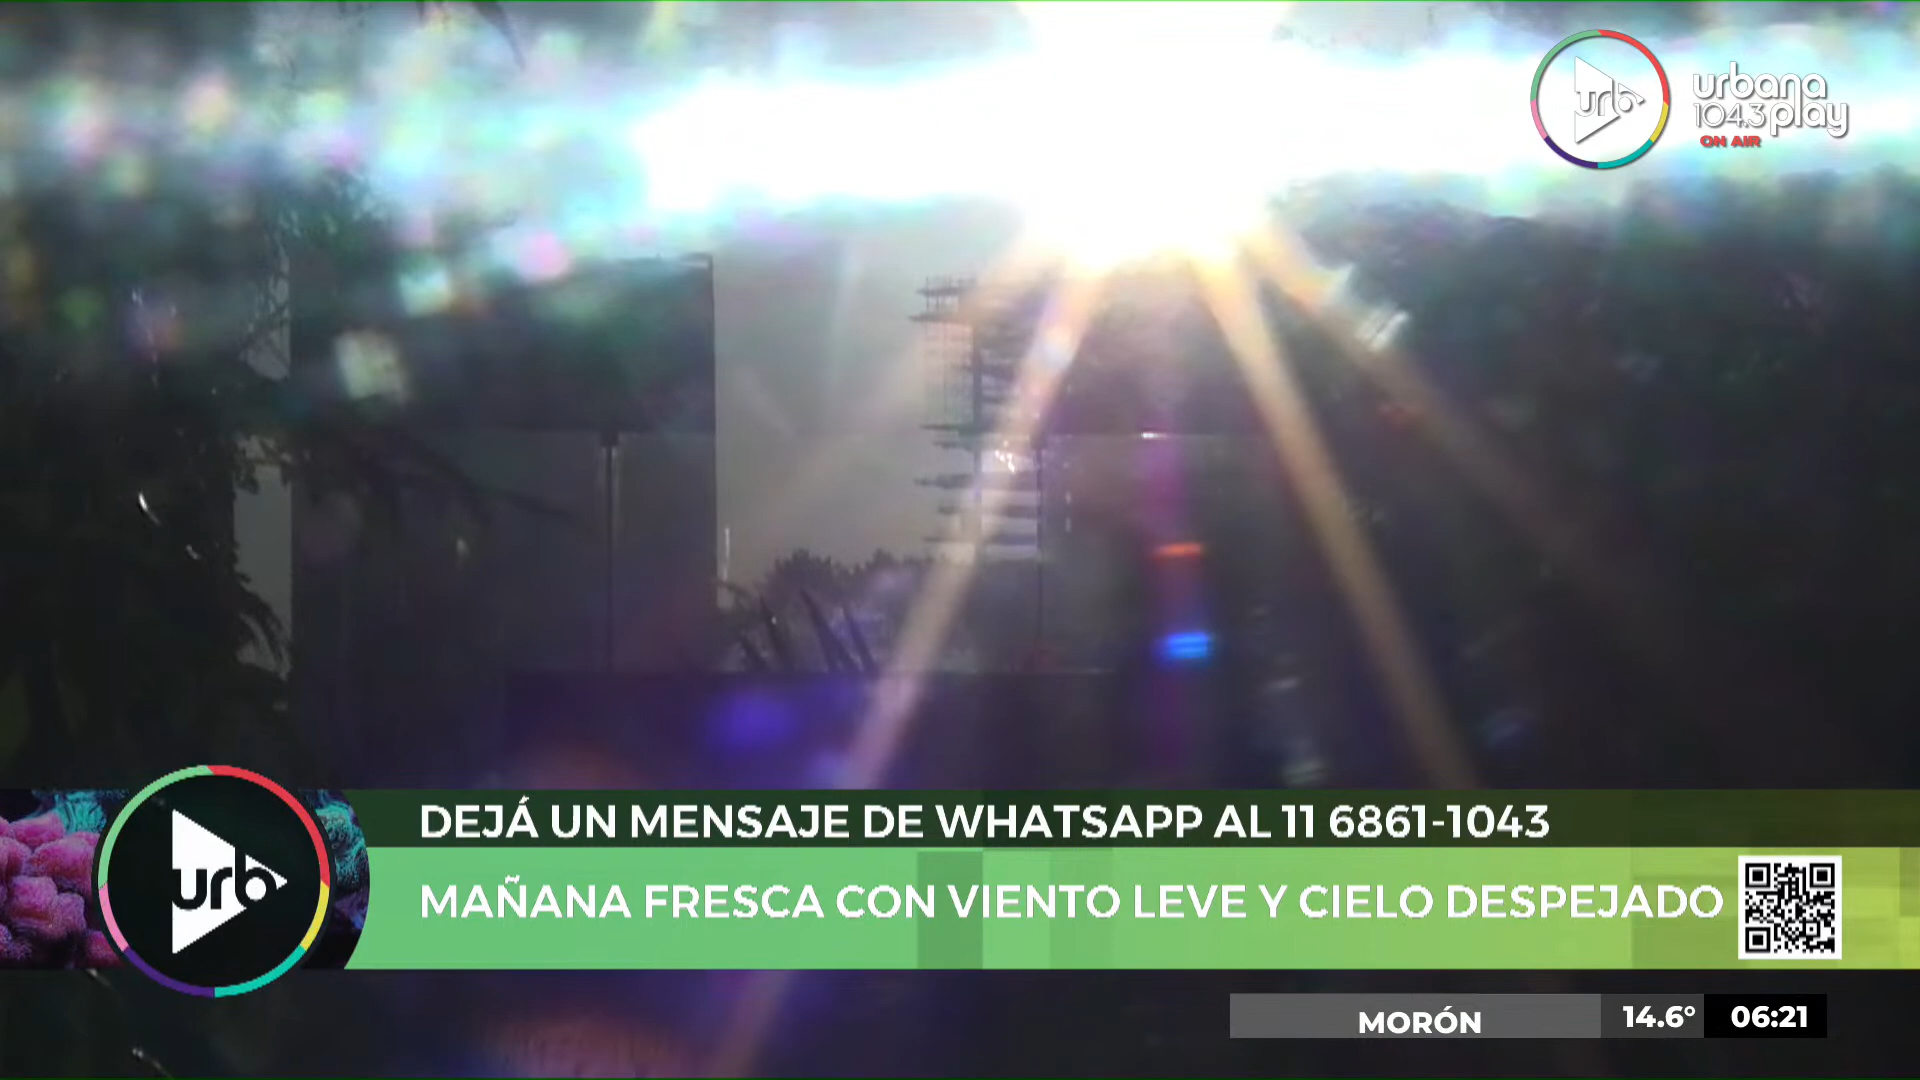 urb
urbana
104.3 play
ON AIR
DEJÁ UN MENSAJE DE WHATSAPP AL 11 6861-1043
urb
MAÑANA FRESCA CON VIENTO LEVE Y CIELO DESPEJADO
MORÓN
14.6°
06:21